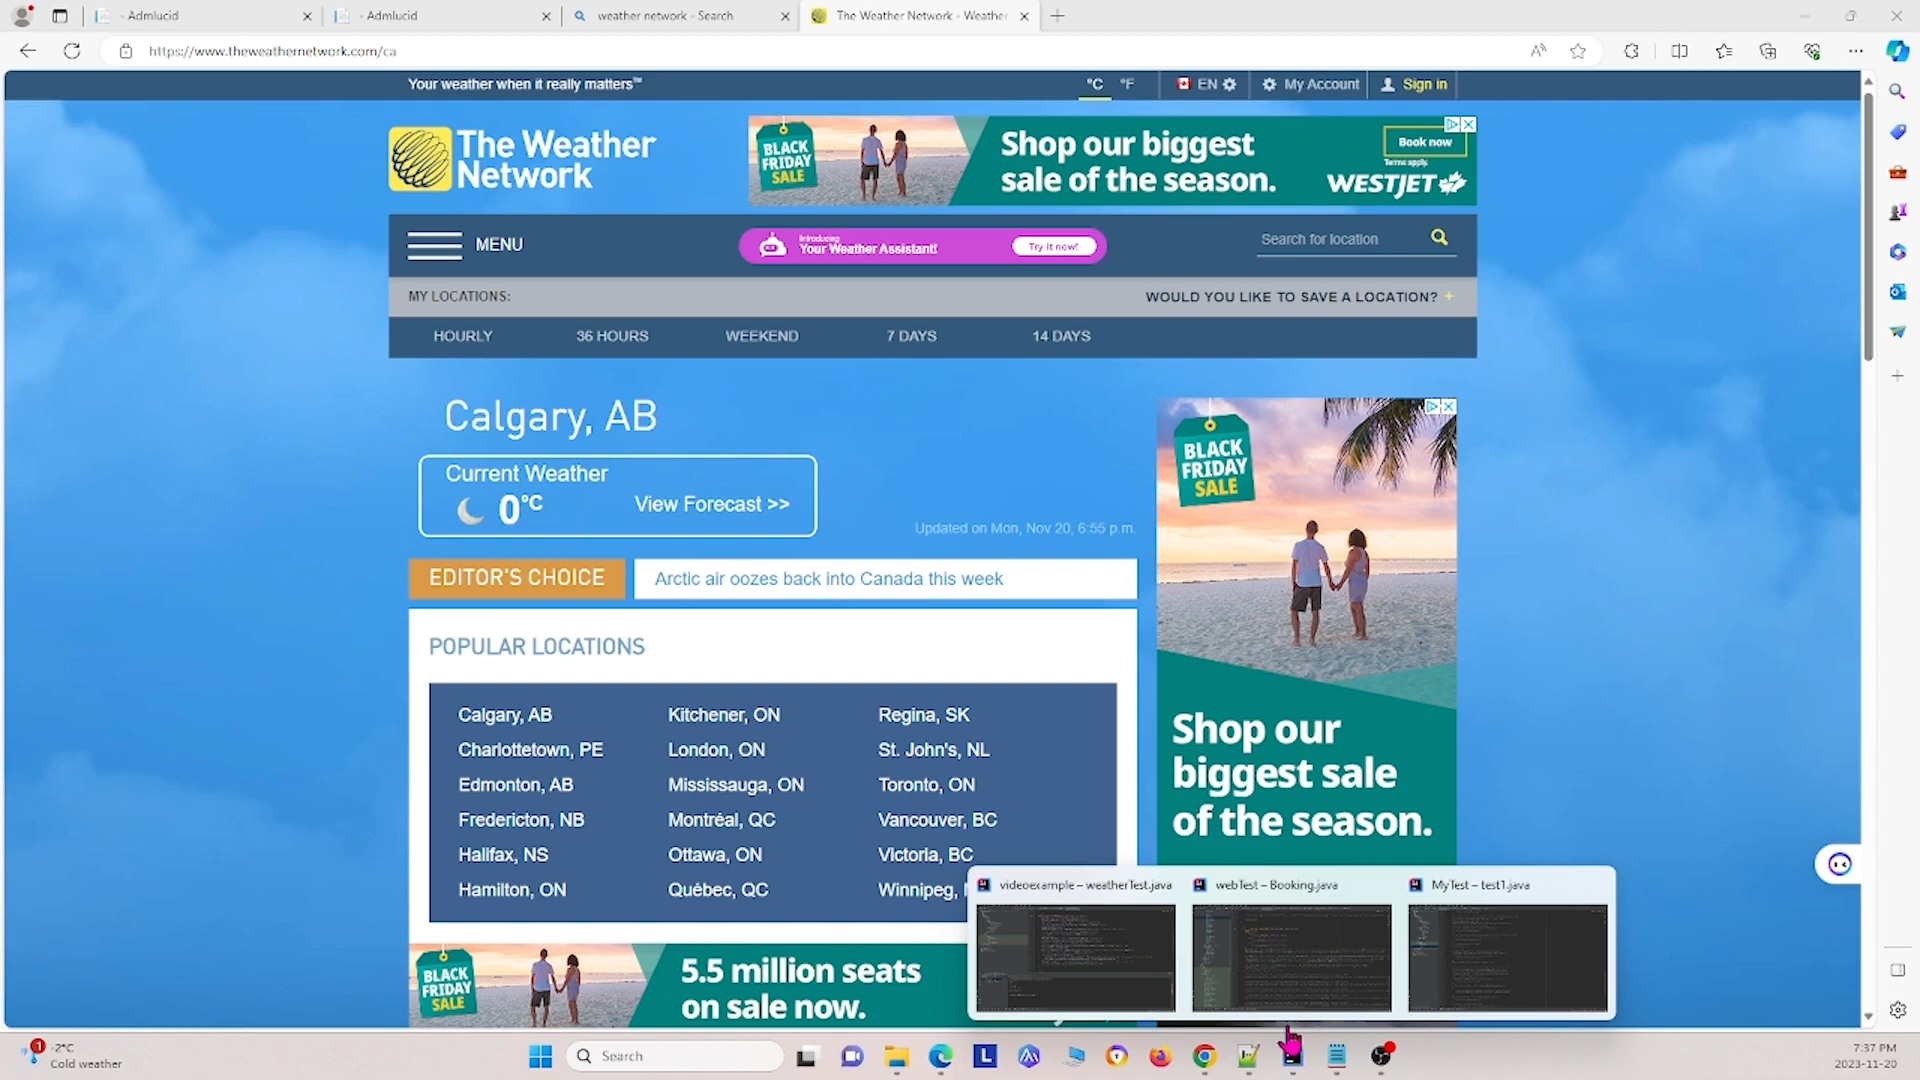 - Admlucid
- Admlucid
weather network - Search
The Weather Network - Weather
https://www.theweathernetwork.com/ca
Your weather when it really matters™
°C
°F
EN
My Account
Sign in
The Weather
Network
BLACK
FRIDAY
SALE
Shop our biggest
sale of the season.
Book now
Terms apply.
WESTJET
MENU
Introducing
Your Weather Assistant!
Try it now!
Search for location
MY LOCATIONS:
WOULD YOU LIKE TO SAVE A LOCATION? +
HOURLY
36 HOURS
WEEKEND
7 DAYS
14 DAYS
Calgary, AB
Current Weather
0°C
View Forecast >>
Updated on Mon, Nov 20, 6:55 p.m.
EDITOR'S CHOICE
Arctic air oozes back into Canada this week
POPULAR LOCATIONS
Calgary, AB
Kitchener, ON
Regina, SK
Charlottetown, PE
London, ON
St. John's, NL
Edmonton, AB
Mississauga, ON
Toronto, ON
Fredericton, NB
Montréal, QC
Vancouver, BC
Halifax, NS
Ottawa, ON
Victoria, BC
Hamilton, ON
Québec, QC
Winnipeg,
BLACK
FRIDAY
SALE
Shop our
biggest sale
of the season.
BLACK
FRIDAY
SALE
5.5 million seats
on sale now.
videoexample – weatherTest.java
webTest – Booking.java
MyTest – test1.java
1
-2°C
Cold weather
Search
7:37 PM
2023-11-20